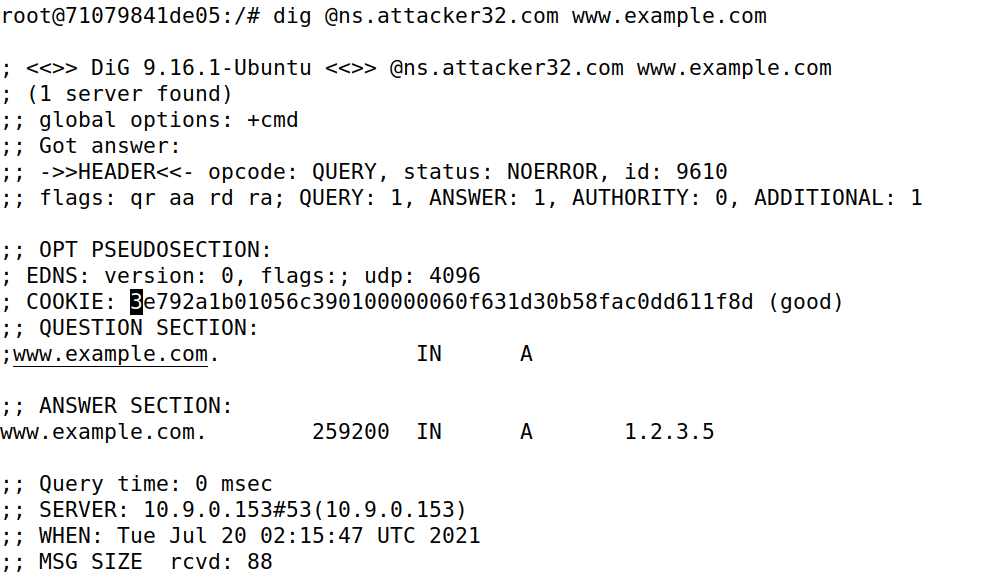 root@71079841de05:/# dig @ns.attacker32.com www.example.com
; <<>> DiG 9.16.1-Ubuntu <<>> @ns.attacker32.com www.example.com
; (1 server found)
;; global options: +cmd
;; Got answer:
;; ->>HEADER<<- opcode: QUERY, status: NOERROR, id: 9610
;; flags: qr aa rd ra; QUERY: 1, ANSWER: 1, AUTHORITY: 0, ADDITIONAL: 1
;; OPT PSEUDOSECTION:
; EDNS: version: 0, flags:; udp: 4096
; COOKIE: 3e792a1b01056c390100000060f631d30b58fac0dd611f8d (good)
;; QUESTION SECTION:
;www.example.com. IN A
;; ANSWER SECTION:
www.example.com. 259200 IN A 1.2.3.5
;; Query time: 0 msec
;; SERVER: 10.9.0.153#53(10.9.0.153)
;; WHEN: Tue Jul 20 02:15:47 UTC 2021
;; MSG SIZE rcvd: 88